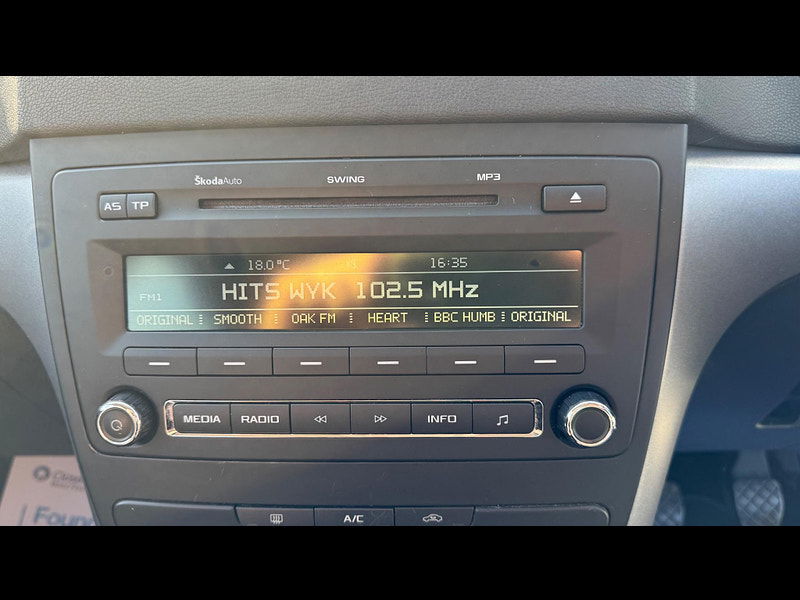 ŠkodaAuto SWING MP3
AS TP
18.0 °C 16:35
FM1 HITS WYK 102.5 MHz
ORIGINAL SMOOTH OAK FM HEART BBC HUMB ORIGINAL
MEDIA RADIO INFO
A/C